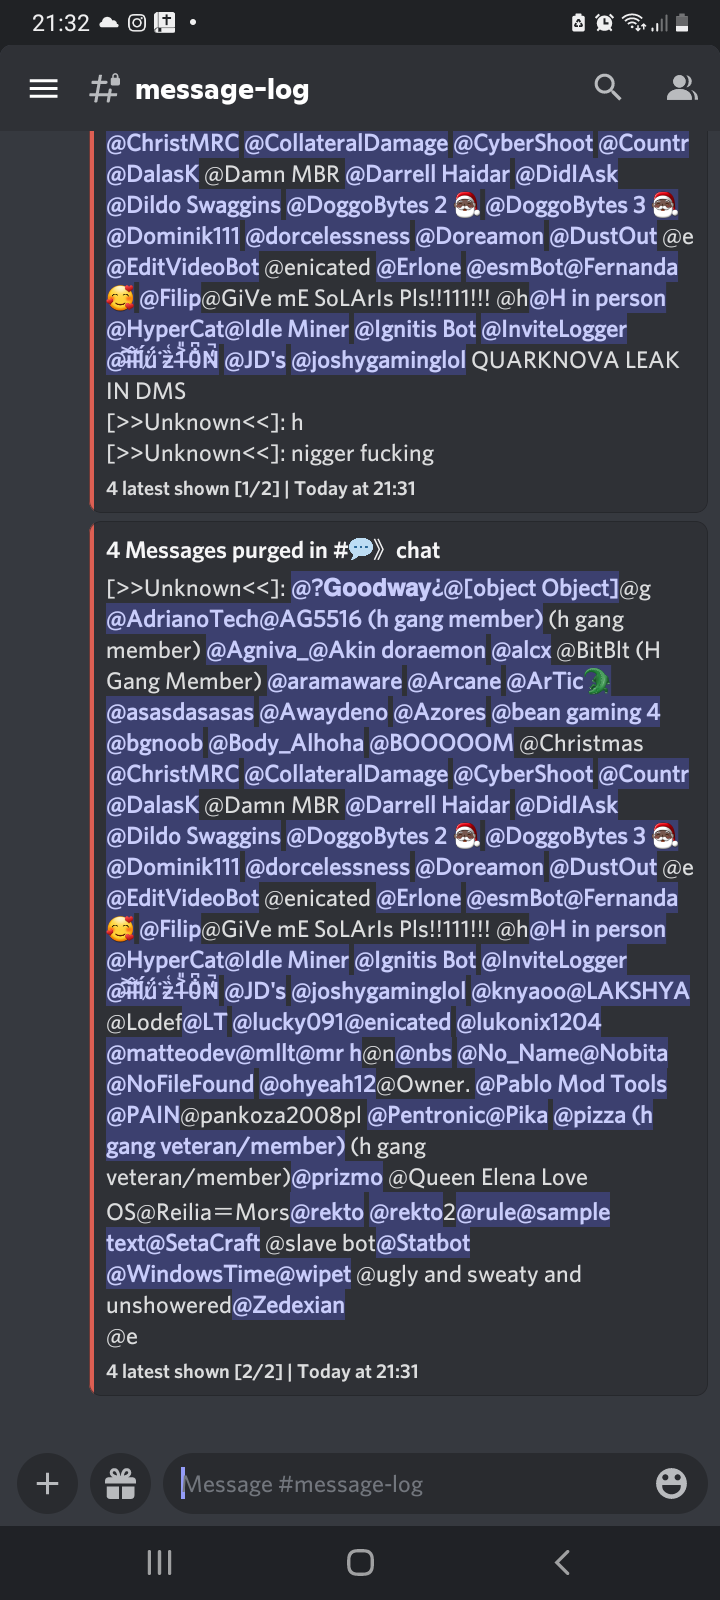 21:32
message-log
@ChristMRC @CollateralDamage @CyberShoot @Countr
@DalasK @Damn MBR @Darrell Haidar @DidIAsk
@Dildo Swaggins @DoggoBytes 2 🎅🏿 @DoggoBytes 3 🎅🏿
@Dominik111 @dorcelessness @Doreamon @DustOut @e
@EditVideoBot @enicated @Erlone @esmBot@Fernanda
🥰 @Filip@GiVe mE SoLArIs Pls!!111!!! @h@H in person
@HyperCat@Idle Miner @Ignitis Bot @InviteLogger
@JD's @joshygaminglol QUARKNOVA LEAK
IN DMS
[>>Unknown<<]: h
[>>Unknown<<]: nigger fucking
4 latest shown [1/2] | Today at 21:31
4 Messages purged in #💬》 chat
[>>Unknown<<]: @?Goodway¿@[object Object]@g
@AdrianoTech@AG5516 (h gang member) (h gang
member) @Agniva_@Akin doraemon @alcx @BitBlt (H
Gang Member) @aramaware @Arcane @ArTic🐊
@asasdasasas @Awaydeno @Azores @bean gaming 4
@bgnoob @Body_Alhoha @BOOOOOM @Christmas
@ChristMRC @CollateralDamage @CyberShoot @Countr
@DalasK @Damn MBR @Darrell Haidar @DidIAsk
@Dildo Swaggins @DoggoBytes 2 🎅🏿 @DoggoBytes 3 🎅🏿
@Dominik111 @dorcelessness @Doreamon @DustOut @e
@EditVideoBot @enicated @Erlone @esmBot@Fernanda
🥰 @Filip@GiVe mE SoLArIs Pls!!111!!! @h@H in person
@HyperCat@Idle Miner @Ignitis Bot @InviteLogger
@JD's @joshygaminglol @knyaoo@LAKSHYA
@Lodef@LT @lucky091@enicated @lukonix1204
@matteodev@mllt@mr h@n@nbs @No_Name@Nobita
@NoFileFound @ohyeah12@Owner. @Pablo Mod Tools
@PAIN@pankoza2008pl @Pentronic@Pika @pizza (h
gang veteran/member) (h gang
veteran/member)@prizmo @Queen Elena Love
OS@Reilia＝Mors@rekto @rekto2@rule@sample
text@SetaCraft @slave bot@Statbot
@WindowsTime@wipet @ugly and sweaty and
unshowered@Zedexian
@e
4 latest shown [2/2] | Today at 21:31
Message #message-log